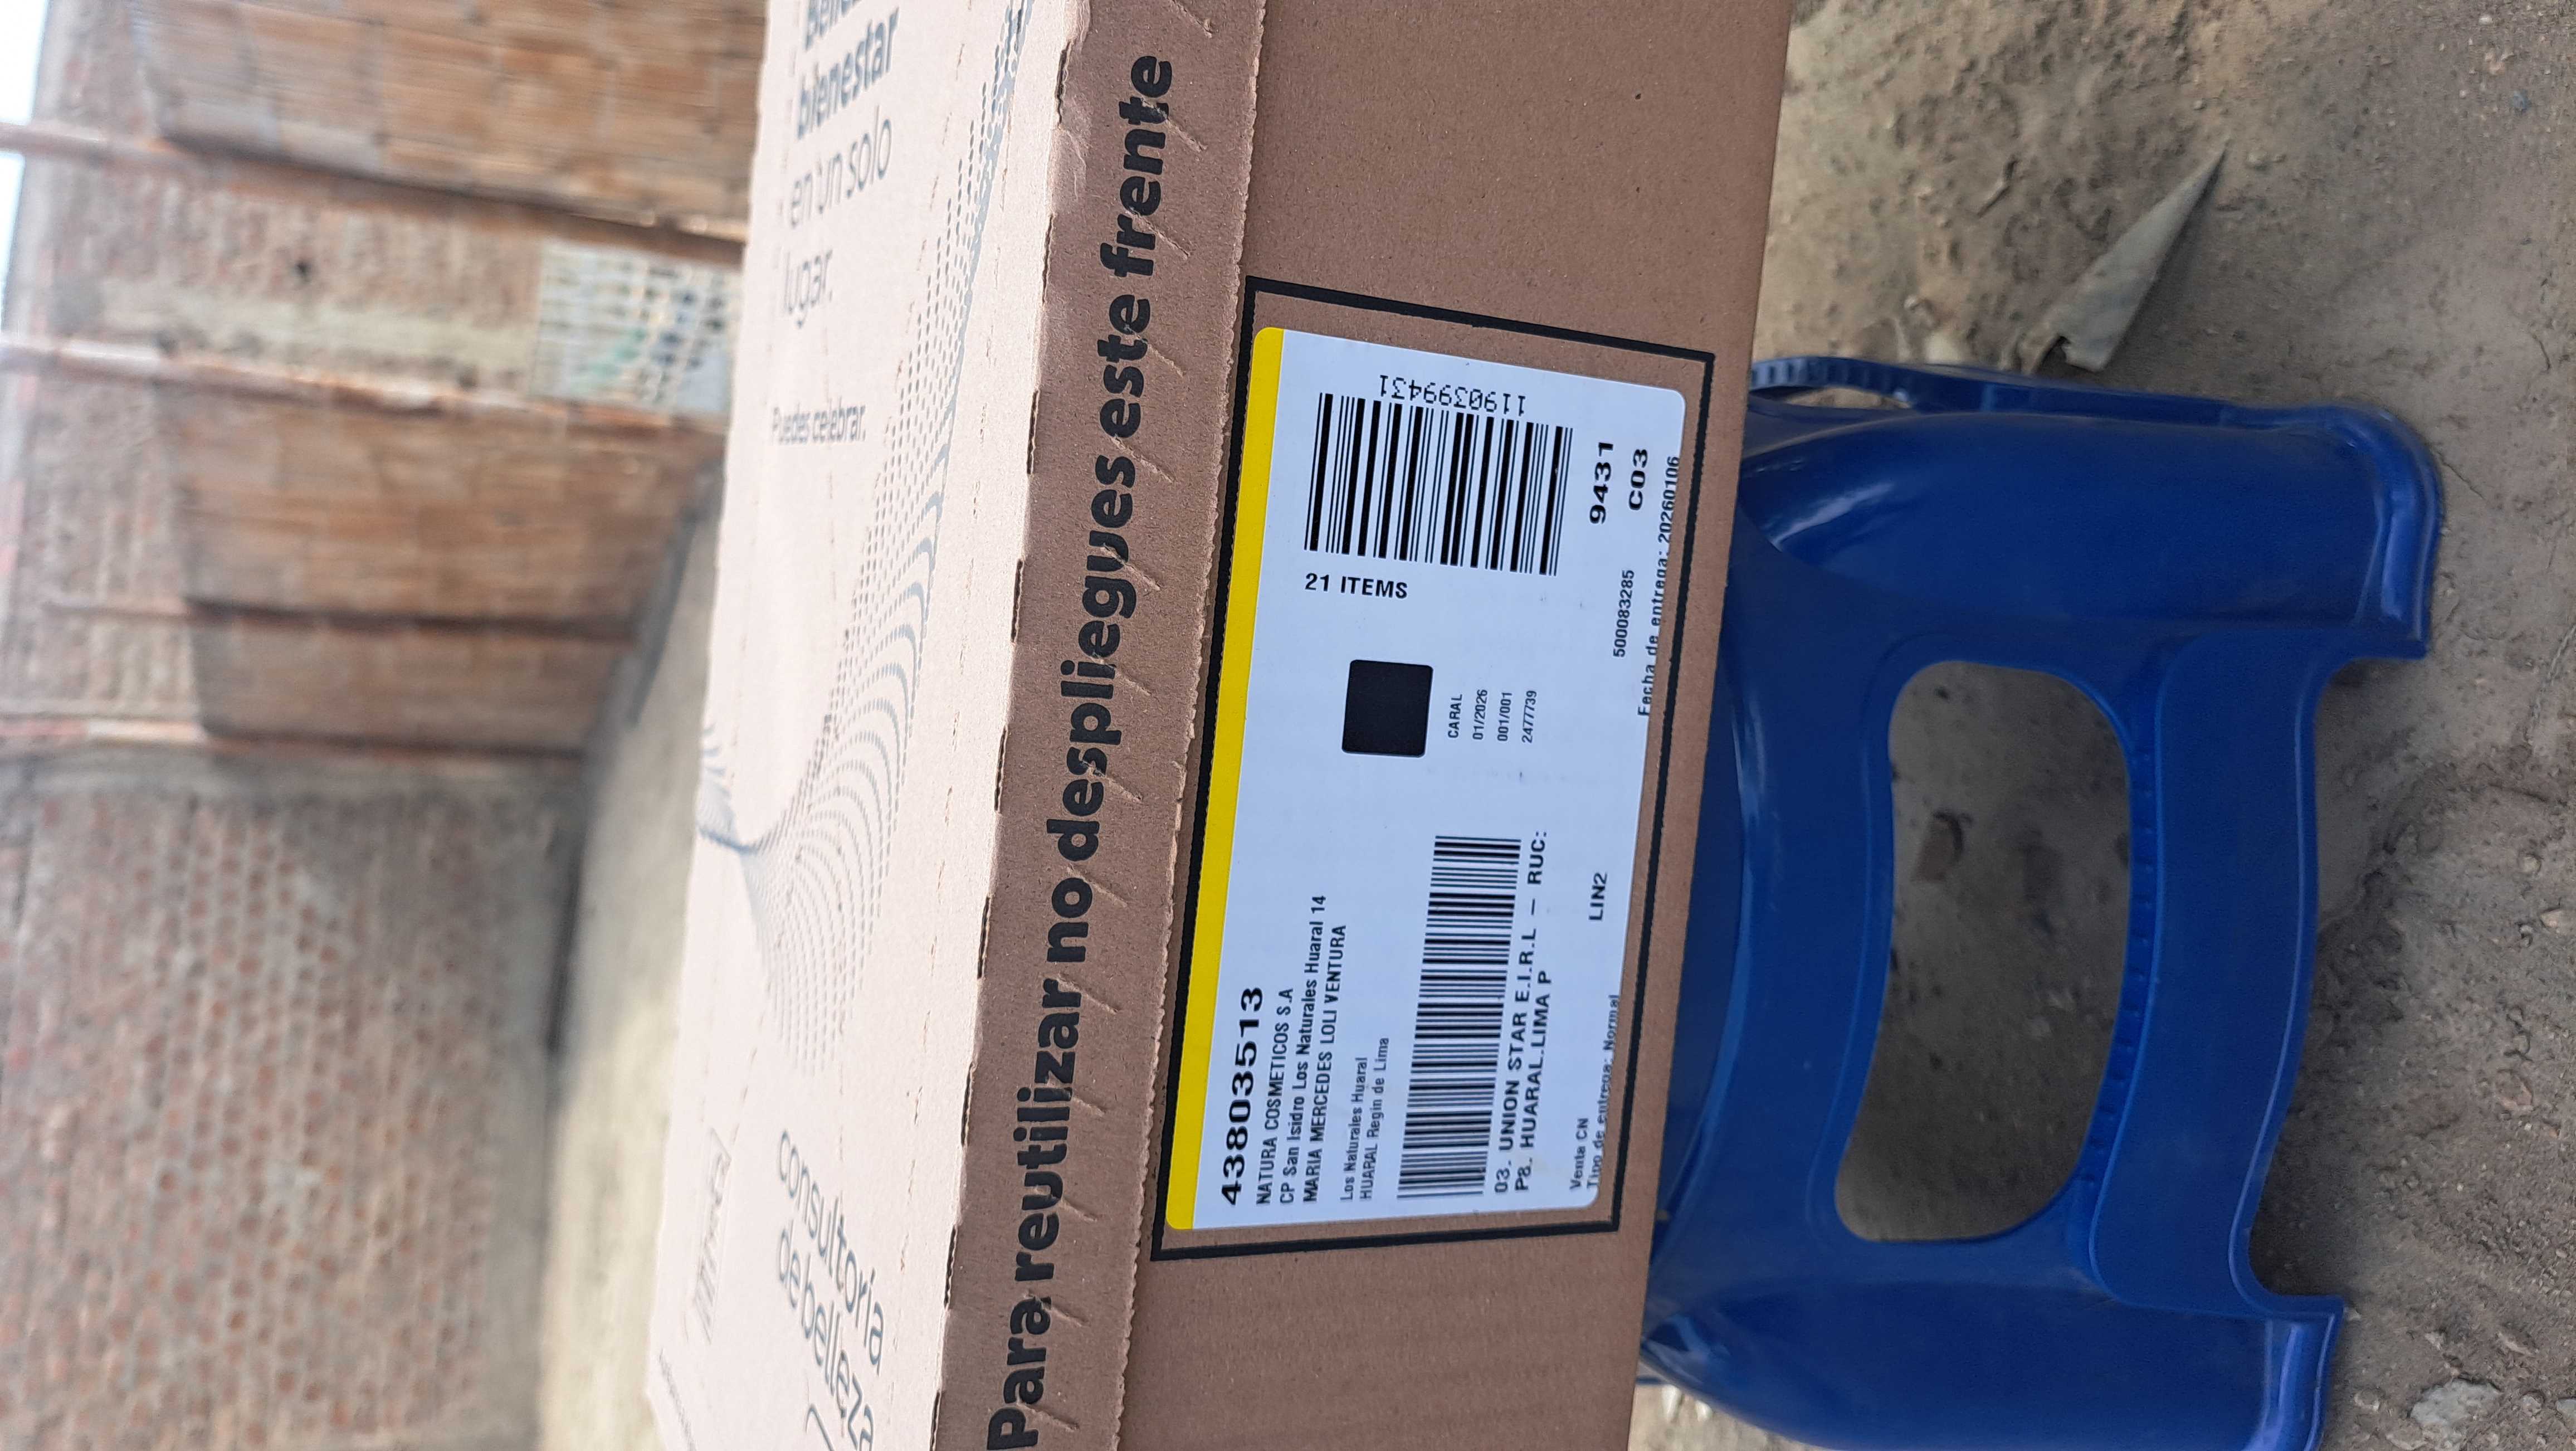 bienestar
en un solo
lugar.
Puedes celebrar.
consultoría
de belleza
Para reutilizar no despliegues este frente
438803513
NATURA COSMETICOS S.A
CP San Isidro Los Naturales Huaral 14
MARIA MERCEDES LOLI VENTURA
Los Naturales Huaral
HUARAL Regin de Lima
03. UNION STAR E.I.R.L - RUC:
P8. HUARAL.LIMA P
Venta CN
LIN2
Tipo de entrega: Normal
CARAL
01/2026
001/001
2477739
21 ITEMS
1190399431
9431
500083285
C03
Fecha de entrega: 20260106